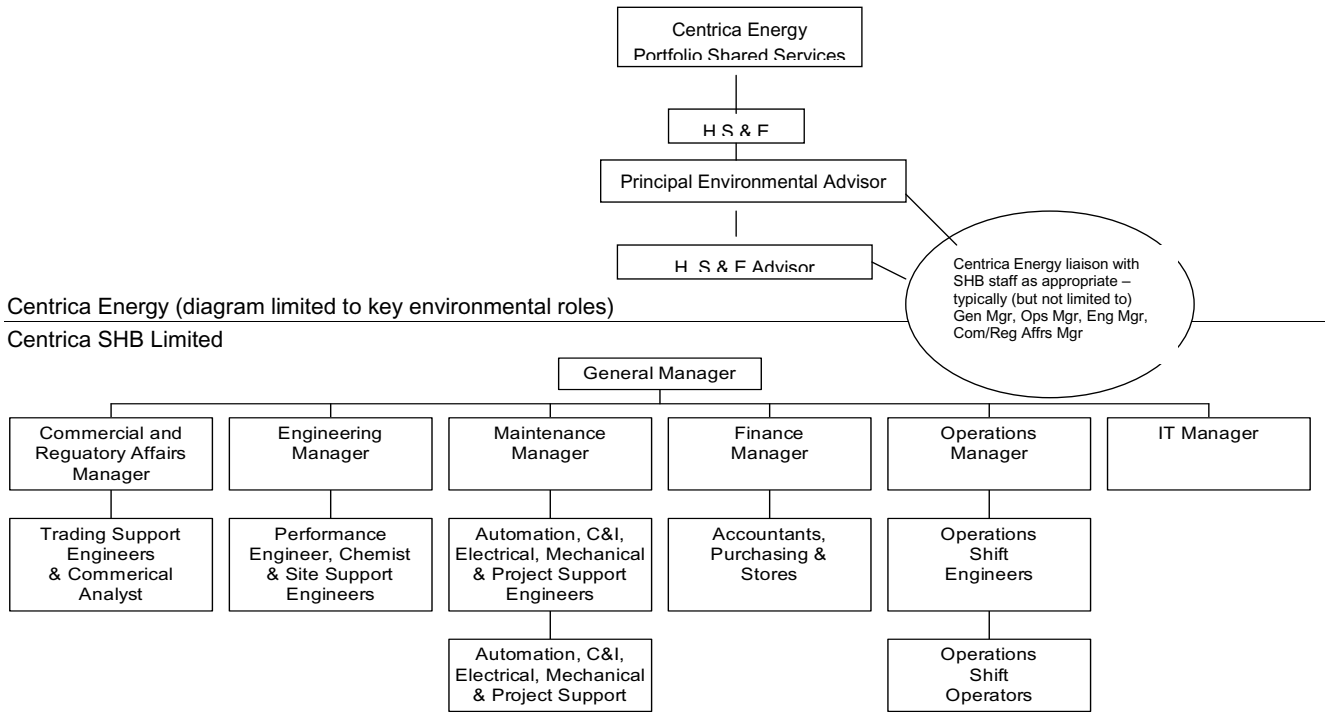 Centrica Energy
Portfolio Shared Services
H S & E
Principal Environmental Advisor
H S & E Advisor
Centrica Energy liaison with
SHB staff as appropriate –
typically (but not limited to)
Gen Mgr, Ops Mgr, Eng Mgr,
Com/Reg Affrs Mgr
Centrica Energy (diagram limited to key environmental roles)
Centrica SHB Limited
General Manager
Commercial and
Reguatory Affairs
Manager
Engineering
Manager
Maintenance
Manager
Finance
Manager
Operations
Manager
IT Manager
Trading Support
Engineers
& Commerical
Analyst
Performance
Engineer, Chemist
& Site Support
Engineers
Automation, C&I,
Electrical, Mechanical
& Project Support
Engineers
Accountants,
Purchasing &
Stores
Operations
Shift
Engineers
Automation, C&I,
Electrical, Mechanical
& Project Support
Operations
Shift
Operators